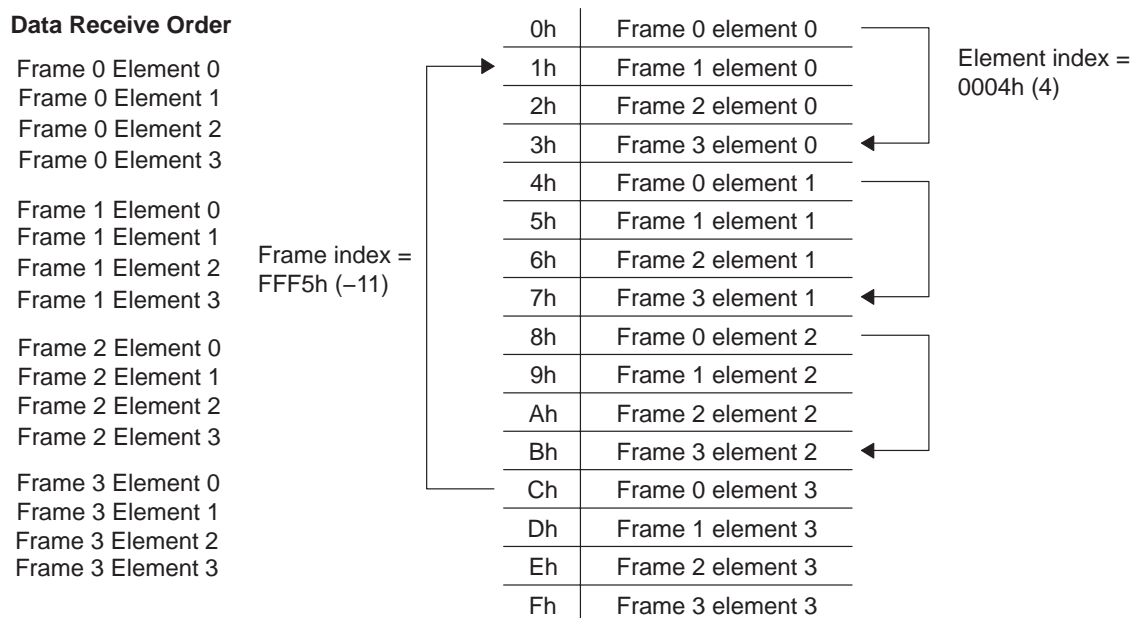 Data Receive Order
Frame 0 Element 0
Frame 0 Element 1
Frame 0 Element 2
Frame 0 Element 3
Frame 1 Element 0
Frame 1 Element 1
Frame 1 Element 2
Frame 1 Element 3
Frame 2 Element 0
Frame 2 Element 1
Frame 2 Element 2
Frame 2 Element 3
Frame 3 Element 0
Frame 3 Element 1
Frame 3 Element 2
Frame 3 Element 3
Frame index =
FFF5h (−11)
0h Frame 0 element 0
1h Frame 1 element 0
2h Frame 2 element 0
3h Frame 3 element 0
4h Frame 0 element 1
5h Frame 1 element 1
6h Frame 2 element 1
7h Frame 3 element 1
8h Frame 0 element 2
9h Frame 1 element 2
Ah Frame 2 element 2
Bh Frame 3 element 2
Ch Frame 0 element 3
Dh Frame 1 element 3
Eh Frame 2 element 3
Fh Frame 3 element 3
Element index =
0004h (4)